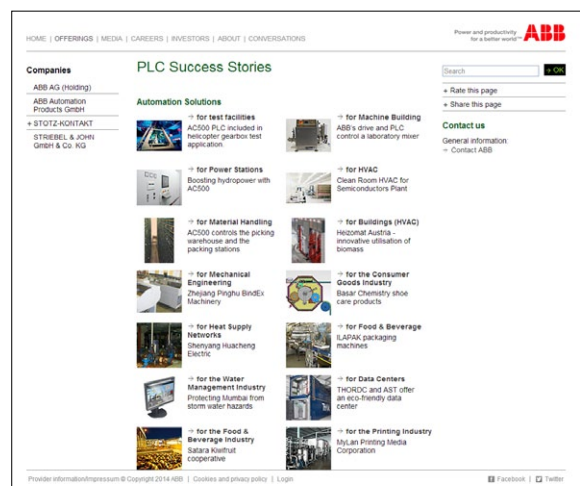 HOME | OFFERINGS | MEDIA | CAREERS | INVESTORS | ABOUT | CONVERSATIONS
Power and productivity
for a better world™
ABB
Companies
ABB AG (Holding)
ABB Automation
Products GmbH
+ STOTZ-KONTAKT
STRIEBEL & JOHN
GmbH & Co. KG
PLC Success Stories
Automation Solutions
→ for test facilities
AC500 PLC included in
helicopter gearbox test
application.
→ for Machine Building
ABB's drive and PLC
control a laboratory mixer
→ for Power Stations
Boosting hydropower with
AC500
→ for HVAC
Clean Room HVAC for
Semiconductors Plant
→ for Material Handling
AC500 controls the picking
warehouse and the
packing stations
→ for Buildings (HVAC)
Heizomat Austria -
innovative utilisation of
biomass
→ for Mechanical
Engineering
Zhejiang Pinghu BindEx
Machinery
→ for the Consumer
Goods Industry
Basar Chemistry shoe
care products
→ for Heat Supply
Networks
Shenyang Huacheng
Electric
→ for Food & Beverage
ILAPAK packaging
machines
→ for the Water
Management Industry
Protecting Mumbai from
storm water hazards
→ for Data Centers
THORDC and AST offer
an eco-friendly data
center
→ for the Food &
Beverage Industry
Satara Kiwifruit
cooperative
→ for the Printing Industry
MyLan Printing Media
Corporation
Search
+ OK
+ Rate this page
+ Share this page
Contact us
General information:
→ Contact ABB
Provider information/Impressum © Copyright 2014 ABB | Cookies and privacy policy | Login
Facebook | Twitter